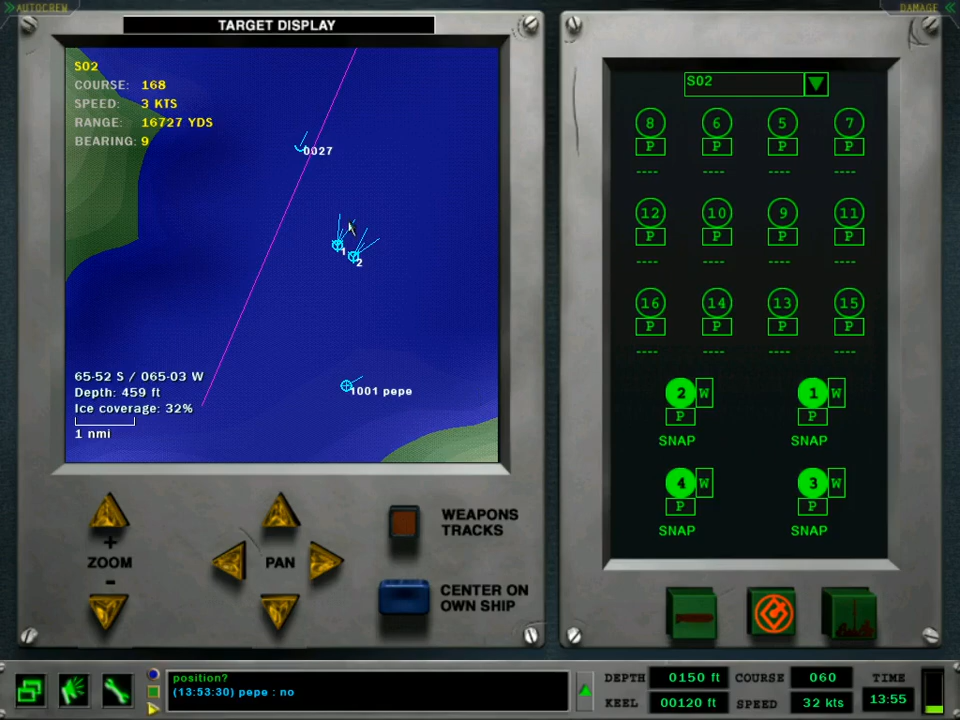 AUTOCREW
DAMAGE
TARGET DISPLAY
S02
COURSE: 168
SPEED: 3 KTS
RANGE: 16727 YDS
BEARING: 9
0027
1
2
1001 pepe
65-52 S / 065-03 W
Depth: 459 ft
Ice coverage: 32%
1 nmi
S02
8 6 5 7
P P P P
---- ---- ---- ----
12 10 9 11
P P P P
---- ---- ---- ----
16 14 13 15
P P P P
---- ---- ---- ----
2 W 1 W
P P
SNAP SNAP
4 W 3 W
P P
SNAP SNAP
+
ZOOM
-
PAN
WEAPONS
TRACKS
CENTER ON
OWN SHIP
position?
(13:53:30) pepe : no
DEPTH 0150 ft COURSE 060 TIME
KEEL 00120 ft SPEED 32 kts 13:55